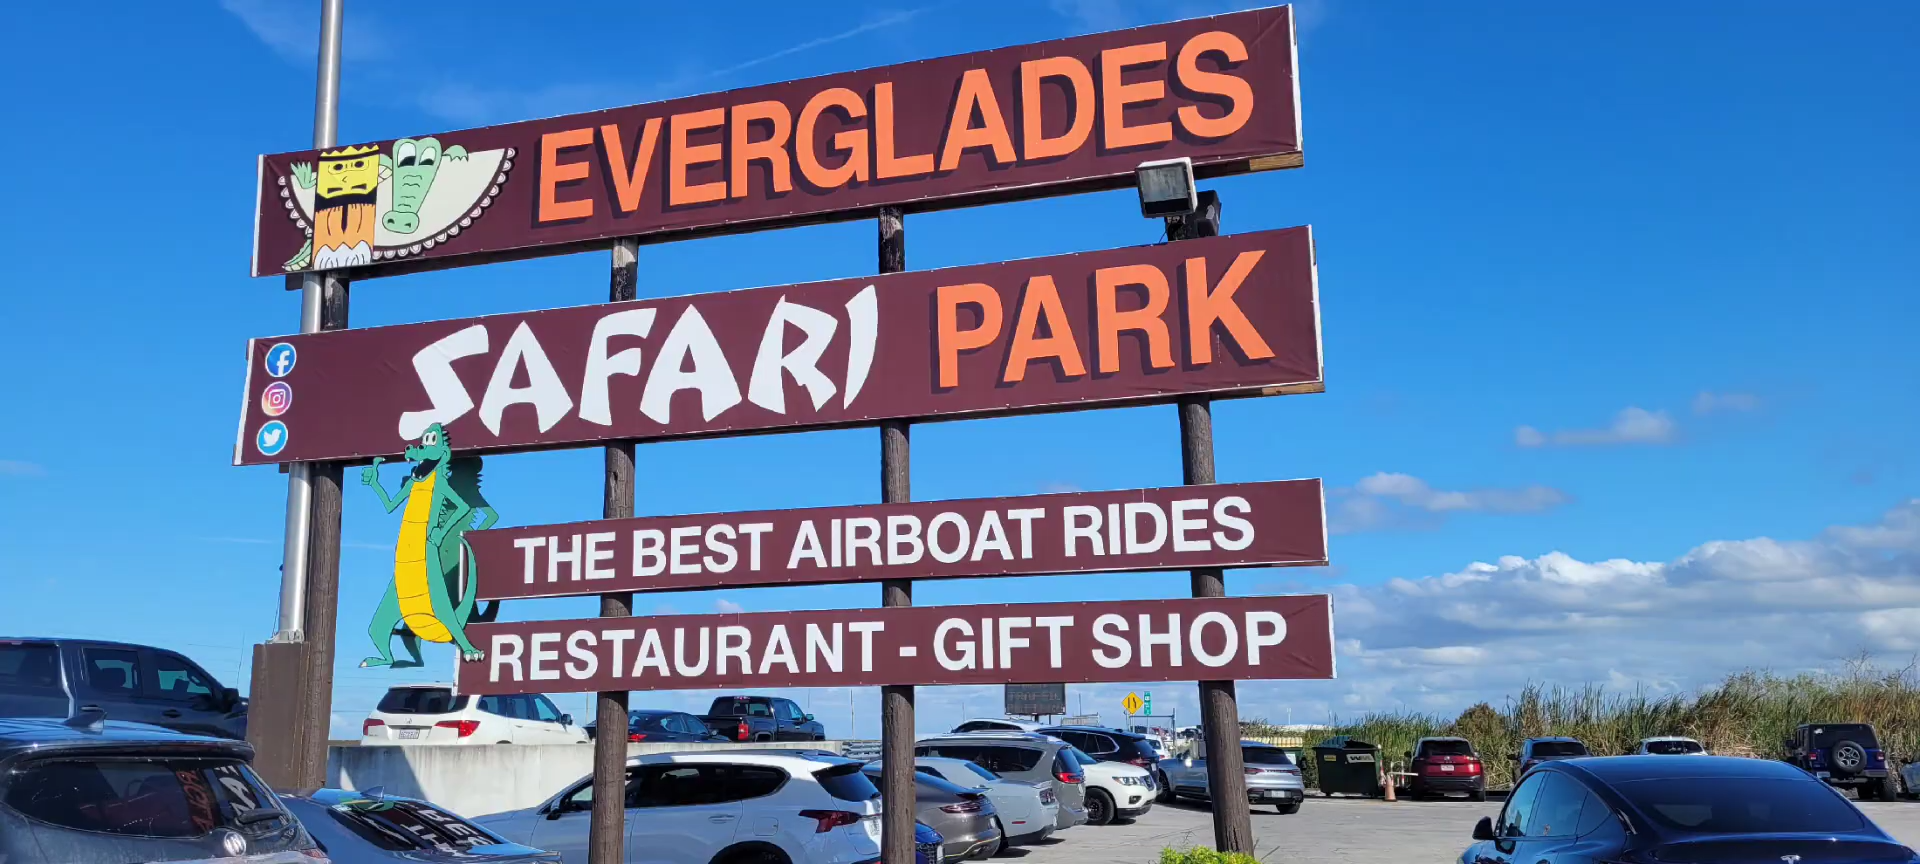 EVERGLADES
SAFARI PARK
THE BEST AIRBOAT RIDES
RESTAURANT - GIFT SHOP